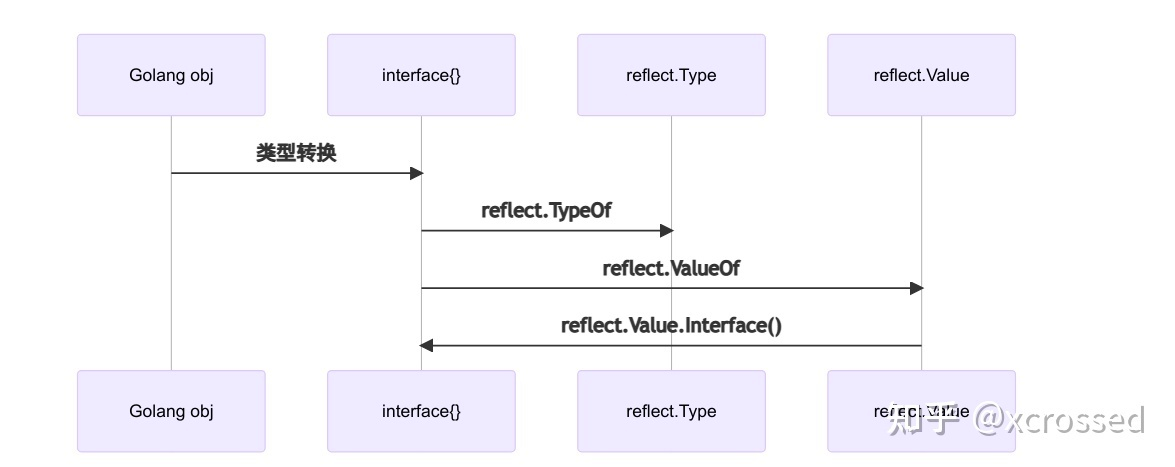 Golang obj
interface{}
reflect.Type
reflect.Value
类型转换
reflect.TypeOf
reflect.ValueOf
reflect.Value.Interface()
Golang obj
interface{}
reflect.Type
reflect.Value
知乎 @xcrossed